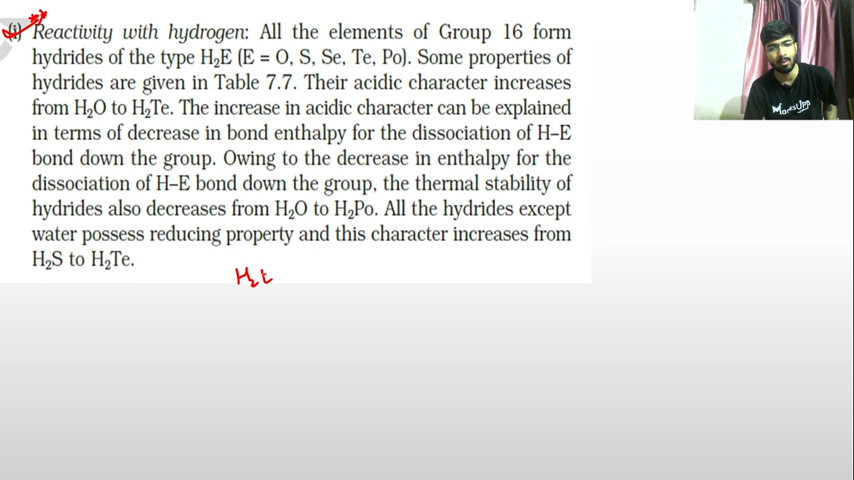 (i) Reactivity with hydrogen: All the elements of Group 16 form
hydrides of the type H₂E (E = O, S, Se, Te, Po). Some properties of
hydrides are given in Table 7.7. Their acidic character increases
from H₂O to H₂Te. The increase in acidic character can be explained
in terms of decrease in bond enthalpy for the dissociation of H–E
bond down the group. Owing to the decrease in enthalpy for the
dissociation of H–E bond down the group, the thermal stability of
hydrides also decreases from H₂O to H₂Po. All the hydrides except
water possess reducing property and this character increases from
H₂S to H₂Te.
H₂
MarksUpp